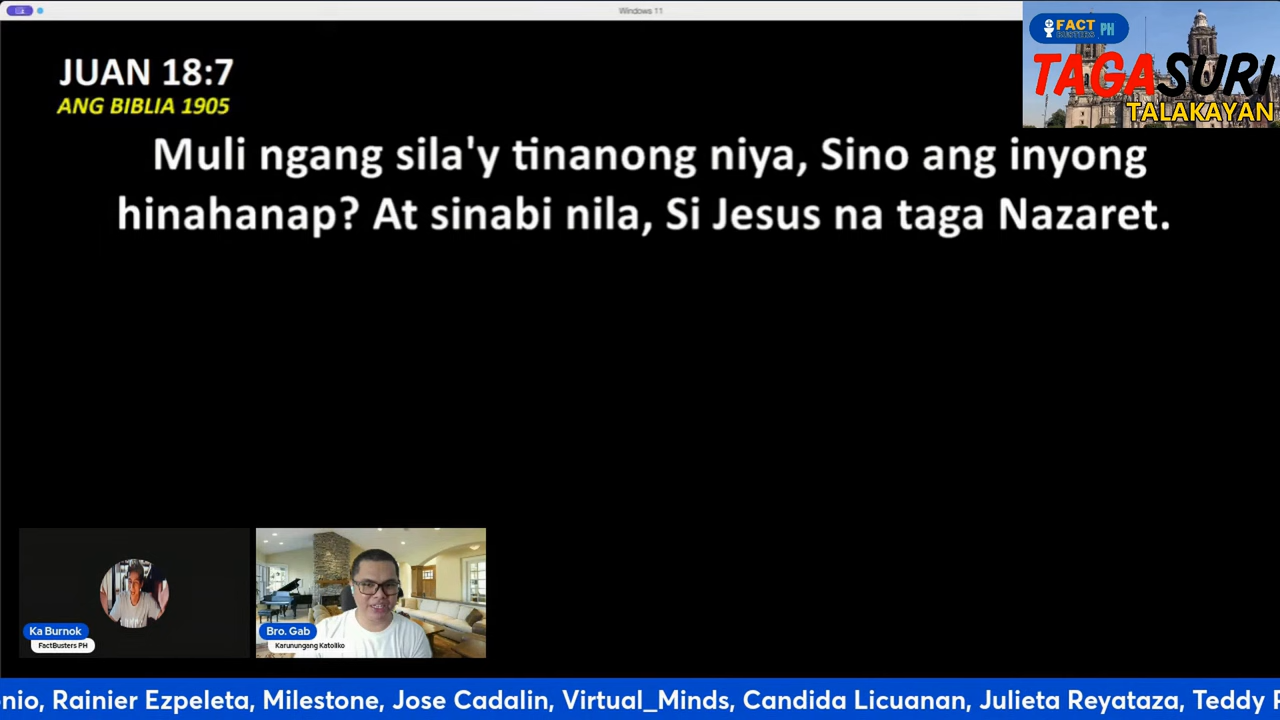 Windows 11
JUAN 18:7
ANG BIBLIA 1905
FACT
BUSTERS PH
TAGASURI
TALAKAYAN
Muli ngang sila'y tinanong niya, Sino ang inyong
hinahanap? At sinabi nila, Si Jesus na taga Nazaret.
Ka Burnok
FactBusters PH
Bro. Gab
Karunungang Katoliko
nio, Rainier Ezpeleta, Milestone, Jose Cadalin, Virtual_Minds, Candida Licuanan, Julieta Reyataza, Teddy